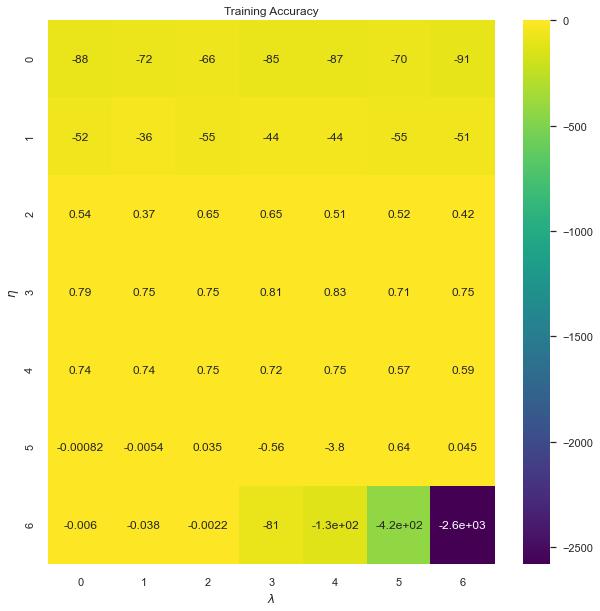 Training Accuracy
0 -88 -72 -66 -85 -87 -70 -91
1 -52 -36 -55 -44 -44 -55 -51
2 0.54 0.37 0.65 0.65 0.51 0.52 0.42
η 3 0.79 0.75 0.75 0.81 0.83 0.71 0.75
4 0.74 0.74 0.75 0.72 0.75 0.57 0.59
5 -0.00082 -0.0054 0.035 -0.56 -3.8 0.64 0.045
6 -0.006 -0.038 -0.0022 -81 -1.3e+02 -4.2e+02 -2.6e+03
0 1 2 3 4 5 6
λ
0
−500
−1000
−1500
−2000
−2500